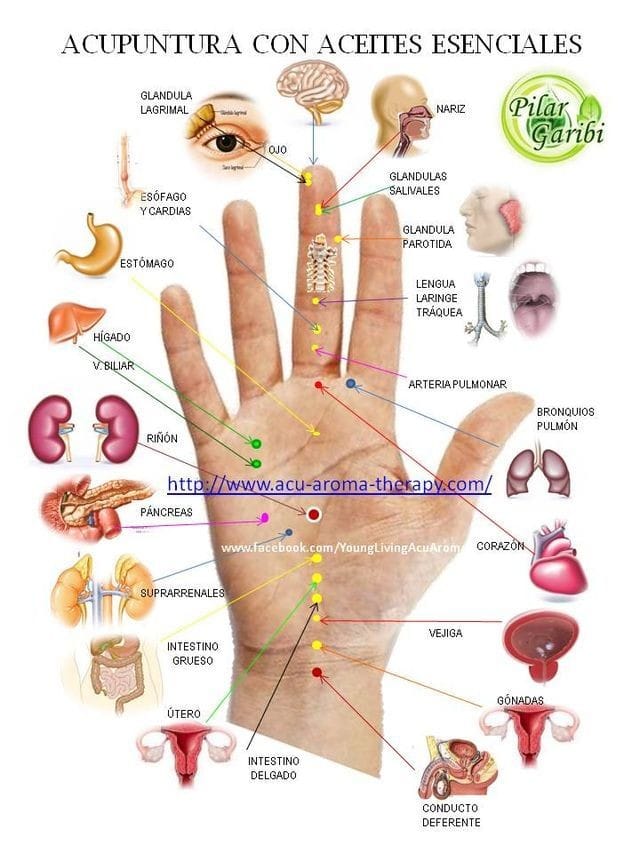 ACUPUNTURA CON ACEITES ESENCIALES
GLANDULA
LAGRIMAL
Glándula lagrimal
OJO
NARIZ
Pilar
Garibi
GLANDULAS
SALIVALES
ESÓFAGO
Y CARDIAS
GLANDULA
PAROTIDA
ESTÓMAGO
LENGUA
LARINGE
TRÁQUEA
HÍGADO
V. BILIAR
ARTERIA PULMONAR
BRONQUIOS
PULMÓN
RIÑÓN
http://www.acu-aroma-therapy.com/
PÁNCREAS
www.facebook.com/YoungLivingAcuArom
CORAZÓN
SUPRARRENALES
VEJIGA
INTESTINO
GRUESO
GÓNADAS
ÚTERO
INTESTINO
DELGADO
CONDUCTO
DEFERENTE